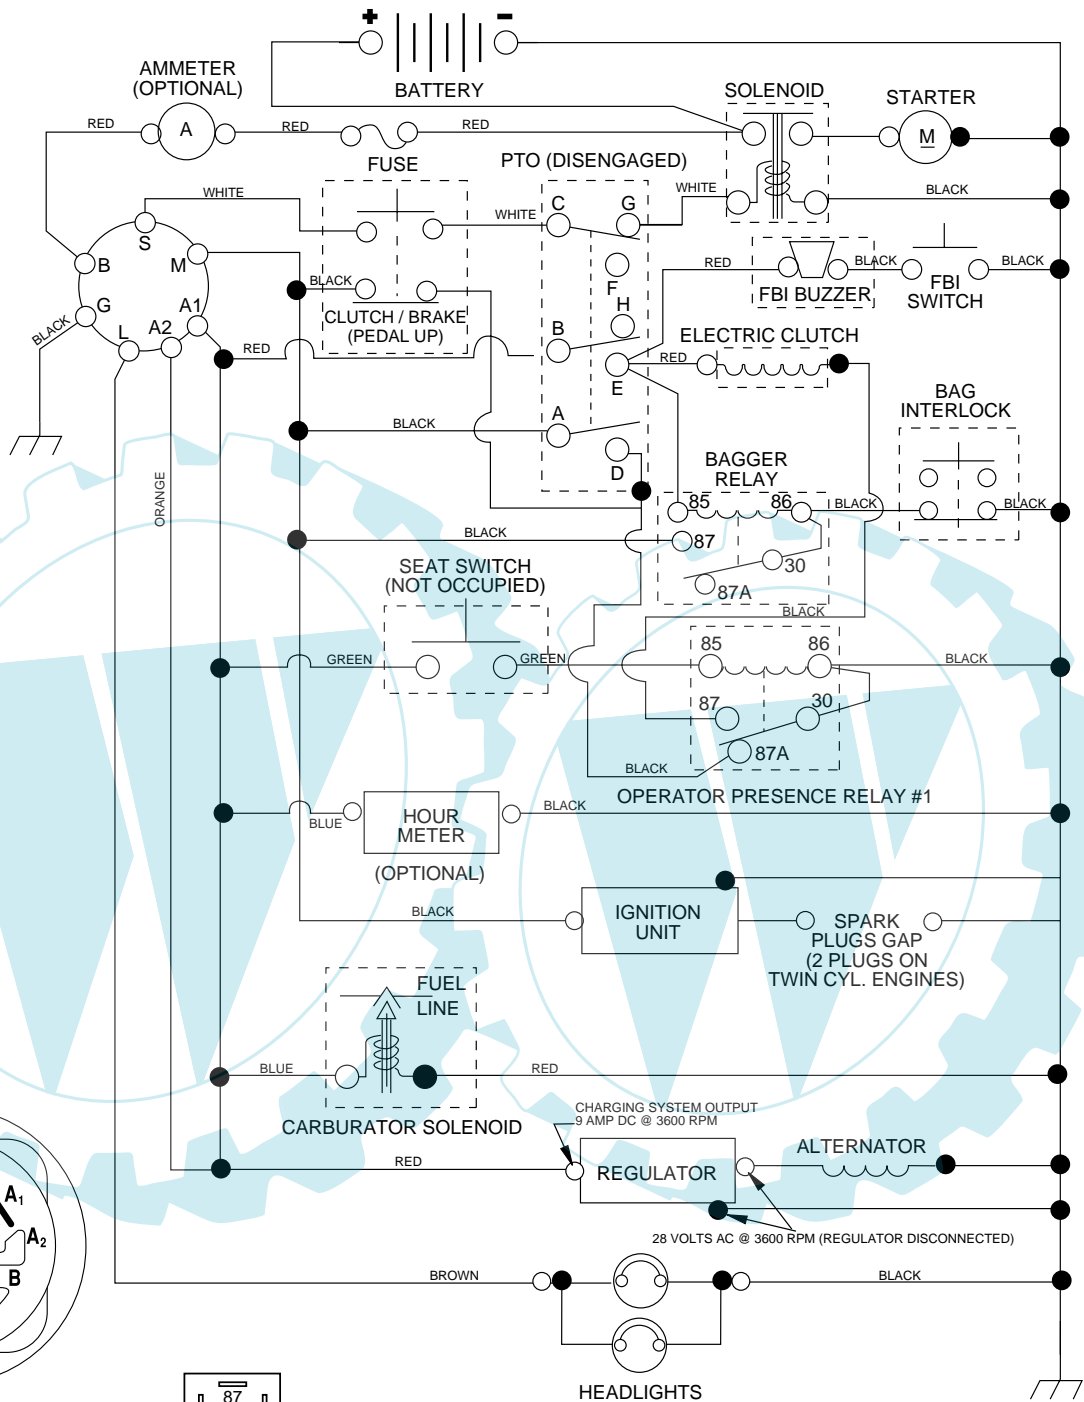 + -
BATTERY
AMMETER
(OPTIONAL)
A
RED
RED
RED
FUSE
SOLENOID
STARTER
M
PTO (DISENGAGED)
WHITE
WHITE
WHITE
BLACK
C G
F
H
B
E
A
D
S
B
M
G
A1
L
A2
BLACK
BLACK
CLUTCH / BRAKE
(PEDAL UP)
RED
BLACK
BLACK
FBI BUZZER
FBI
SWITCH
RED
ELECTRIC CLUTCH
RED
BAG
INTERLOCK
BLACK
ORANGE
BAGGER
RELAY
85 86
BLACK
BLACK
BLACK
87
30
87A
BLACK
SEAT SWITCH
(NOT OCCUPIED)
GREEN
GREEN
85 86
BLACK
87 30
87A
BLACK
OPERATOR PRESENCE RELAY #1
BLUE
HOUR
METER
BLACK
(OPTIONAL)
BLACK
IGNITION
UNIT
SPARK
PLUGS GAP
(2 PLUGS ON
TWIN CYL. ENGINES)
FUEL
LINE
BLUE
RED
CARBURATOR SOLENOID
CHARGING SYSTEM OUTPUT
9 AMP DC @ 3600 RPM
RED
REGULATOR
ALTERNATOR
28 VOLTS AC @ 3600 RPM (REGULATOR DISCONNECTED)
A1
A2
B
BROWN
BLACK
HEADLIGHTS
87